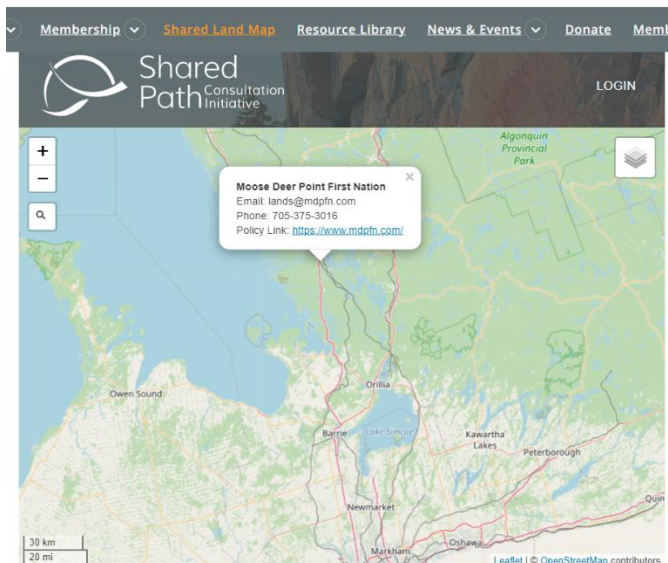 Membership Shared Land Map Resource Library News & Events Donate Memb
Shared
Path Consultation
Initiative
LOGIN
+
−
Algonquin
Provincial
Park
×
Moose Deer Point First Nation
Email: lands@mdpfn.com
Phone: 705-375-3016
Policy Link: https://www.mdpfn.com/
Orillia
Owen Sound
Barrie
Lake Simcoe
Kawartha
Lakes
Peterborough
Newmarket
Quin
Oshawa
Markham
30 km
20 mi
Leaflet | © OpenStreetMap contributors